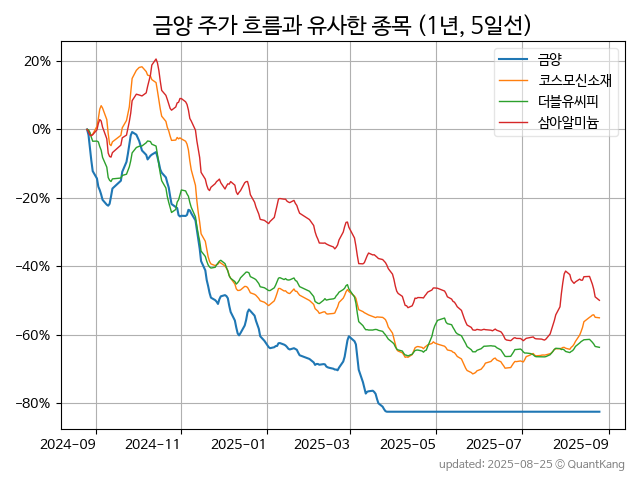 금양 주가 흐름과 유사한 종목 (1년, 5일선)
금양
코스모신소재
더블유씨피
삼아알미늄
20%
0%
−20%
−40%
−60%
−80%
2024-09 2024-11 2025-01 2025-03 2025-05 2025-07 2025-09
updated: 2025-08-25 © QuantKang